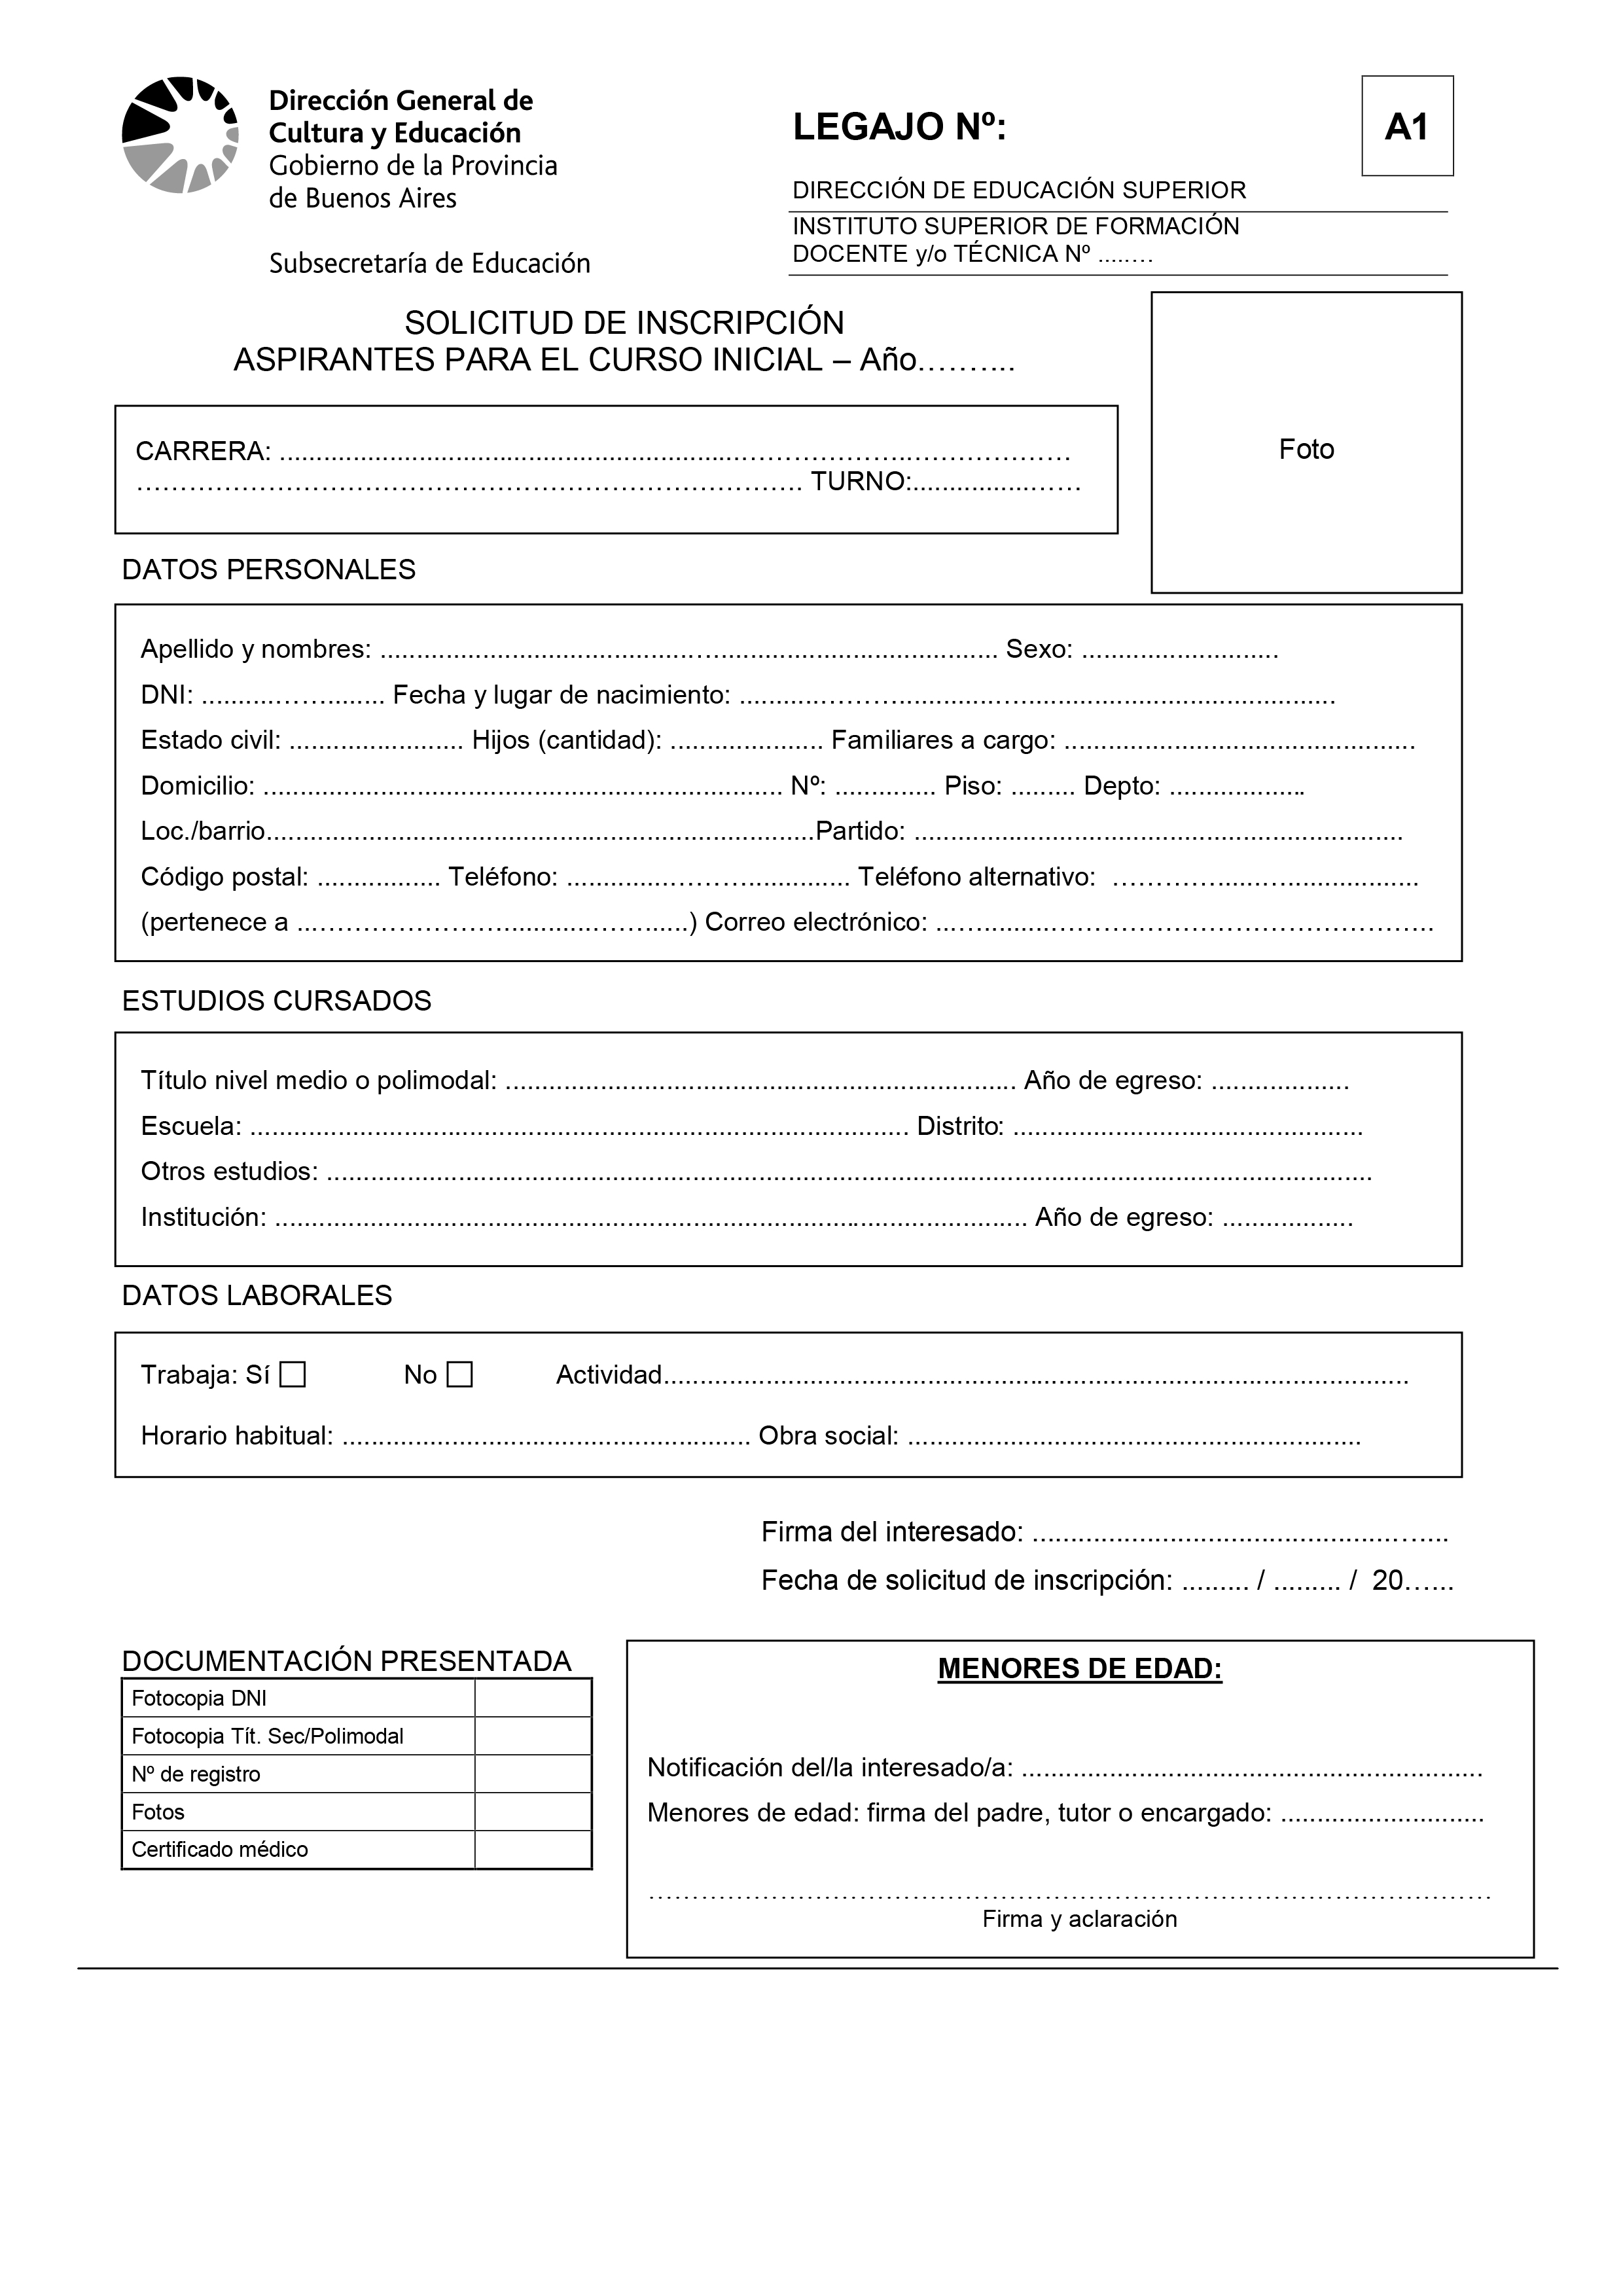 Dirección General de
Cultura y Educación
Gobierno de la Provincia
de Buenos Aires
Subsecretaría de Educación
LEGAJO Nº:
A1
DIRECCIÓN DE EDUCACIÓN SUPERIOR
INSTITUTO SUPERIOR DE FORMACIÓN
DOCENTE y/o TÉCNICA Nº ........
SOLICITUD DE INSCRIPCIÓN
ASPIRANTES PARA EL CURSO INICIAL – Año...........
Foto
CARRERA: ..........................................................................................
.......................................................................... TURNO:......................
DATOS PERSONALES
Apellido y nombres: .................................................................................... Sexo: ...........................
DNI: ......................... Fecha y lugar de nacimiento: .................................................................................
Estado civil: ........................ Hijos (cantidad): ..................... Familiares a cargo: ................................................
Domicilio: ....................................................................... Nº: .............. Piso: ......... Depto: ...................
Loc./barrio...........................................................................Partido: ...................................................................
Código postal: ................. Teléfono: ....................................... Teléfono alternativo: ..........................................
(pertenece a .....................................................) Correo electrónico: ....................................................................
ESTUDIOS CURSADOS
Título nivel medio o polimodal: ...................................................................... Año de egreso: ...................
Escuela: .......................................................................................... Distrito: ................................................
Otros estudios: ...............................................................................................................................................
Institución: ....................................................................................................... Año de egreso: ..................
DATOS LABORALES
Trabaja: Sí ☐ No ☐ Actividad......................................................................................................
Horario habitual: ........................................................ Obra social: ..............................................................
Firma del interesado: ...................................................
Fecha de solicitud de inscripción: ......... / ......... / 20......
DOCUMENTACIÓN PRESENTADA
Fotocopia DNI
Fotocopia Tít. Sec/Polimodal
Nº de registro
Fotos
Certificado médico
MENORES DE EDAD:
Notificación del/la interesado/a: ...............................................................
Menores de edad: firma del padre, tutor o encargado: ............................
..............................................................................................
Firma y aclaración